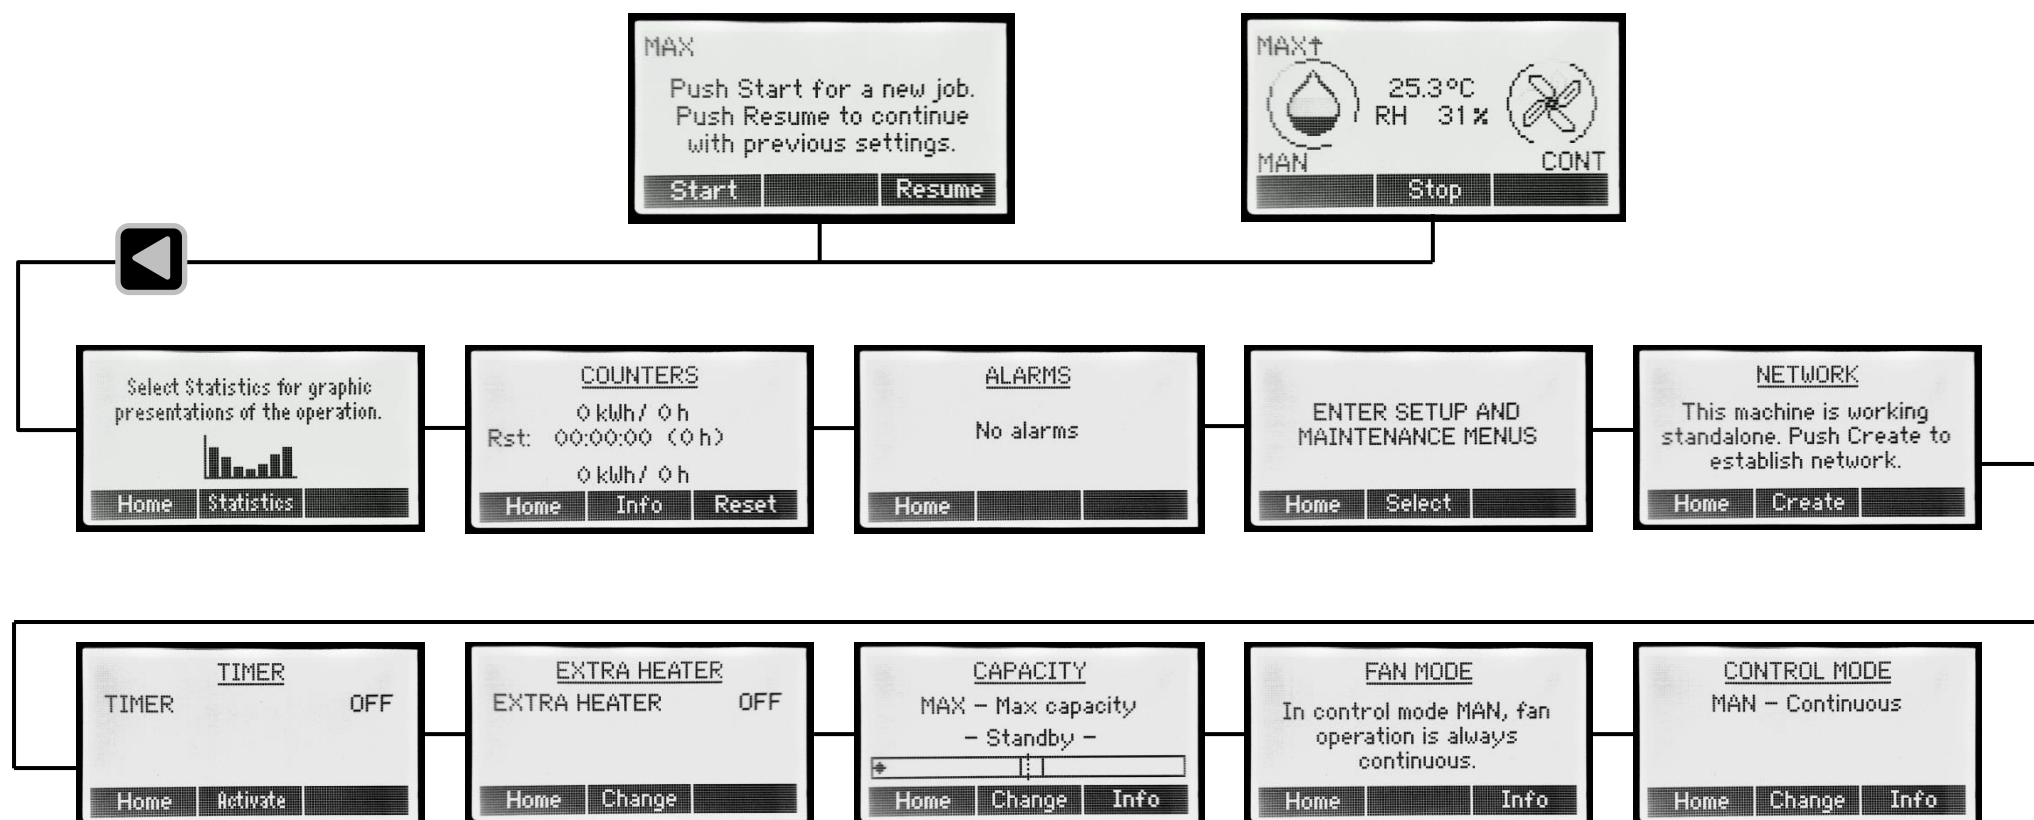 MAX
Push Start for a new job.
Push Resume to continue
with previous settings.
Start Resume
MAX↑
25.3°C
RH 31%
MAN CONT
Stop
Select Statistics for graphic
presentations of the operation.
Home Statistics
COUNTERS
0 kWh/ 0 h
Rst: 00:00:00 (0 h)
0 kWh/ 0 h
Home Info Reset
ALARMS
No alarms
Home
ENTER SETUP AND
MAINTENANCE MENUS
Home Select
NETWORK
This machine is working
standalone. Push Create to
establish network.
Home Create
TIMER
TIMER OFF
Home Activate
EXTRA HEATER
EXTRA HEATER OFF
Home Change
CAPACITY
MAX – Max capacity
– Standby –
Home Change Info
FAN MODE
In control mode MAN, fan
operation is always
continuous.
Home Info
CONTROL MODE
MAN – Continuous
Home Change Info